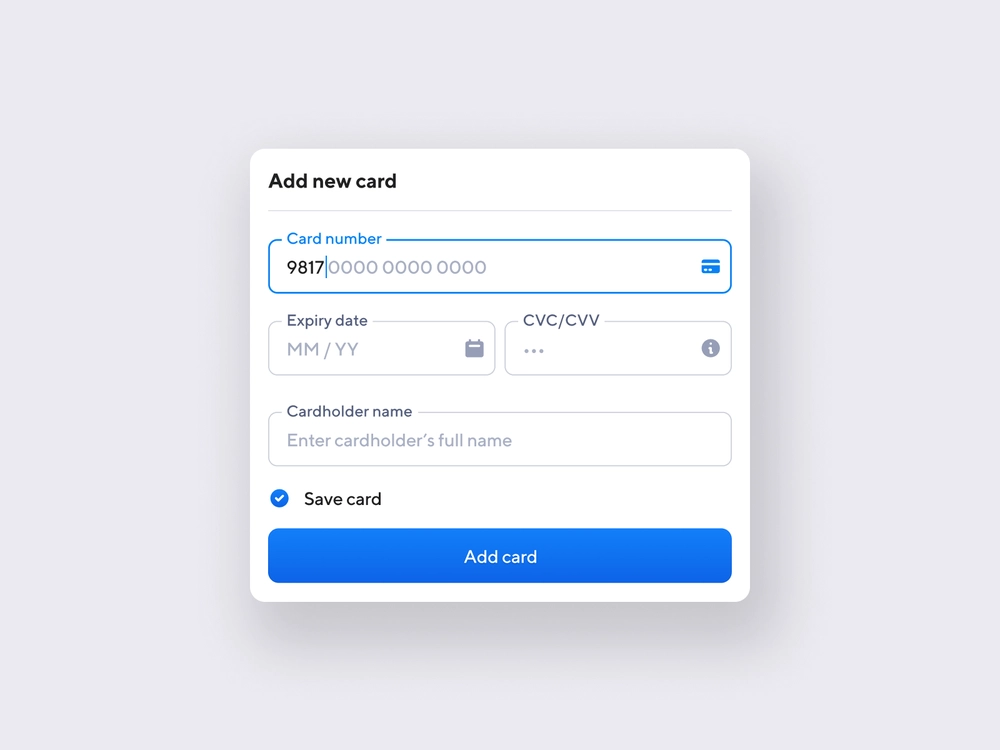 Add new card
Card number
9817 0000 0000 0000
Expiry date
MM / YY
CVC/CVV
•••
Cardholder name
Enter cardholder’s full name
Save card
Add card